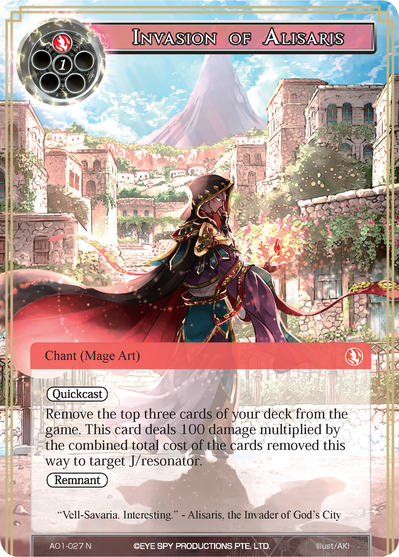 Invasion of Alisaris
1
Chant (Mage Art)
Quickcast
Remove the top three cards of your deck from the
game. This card deals 100 damage multiplied by
the combined total cost of the cards removed this
way to target J/resonator.
Remnant
“Vell-Savaria. Interesting.” - Alisaris, the Invader of God’s City
AO1-027 N
©EYE SPY PRODUCTIONS PTE. LTD.
Illust/AKI